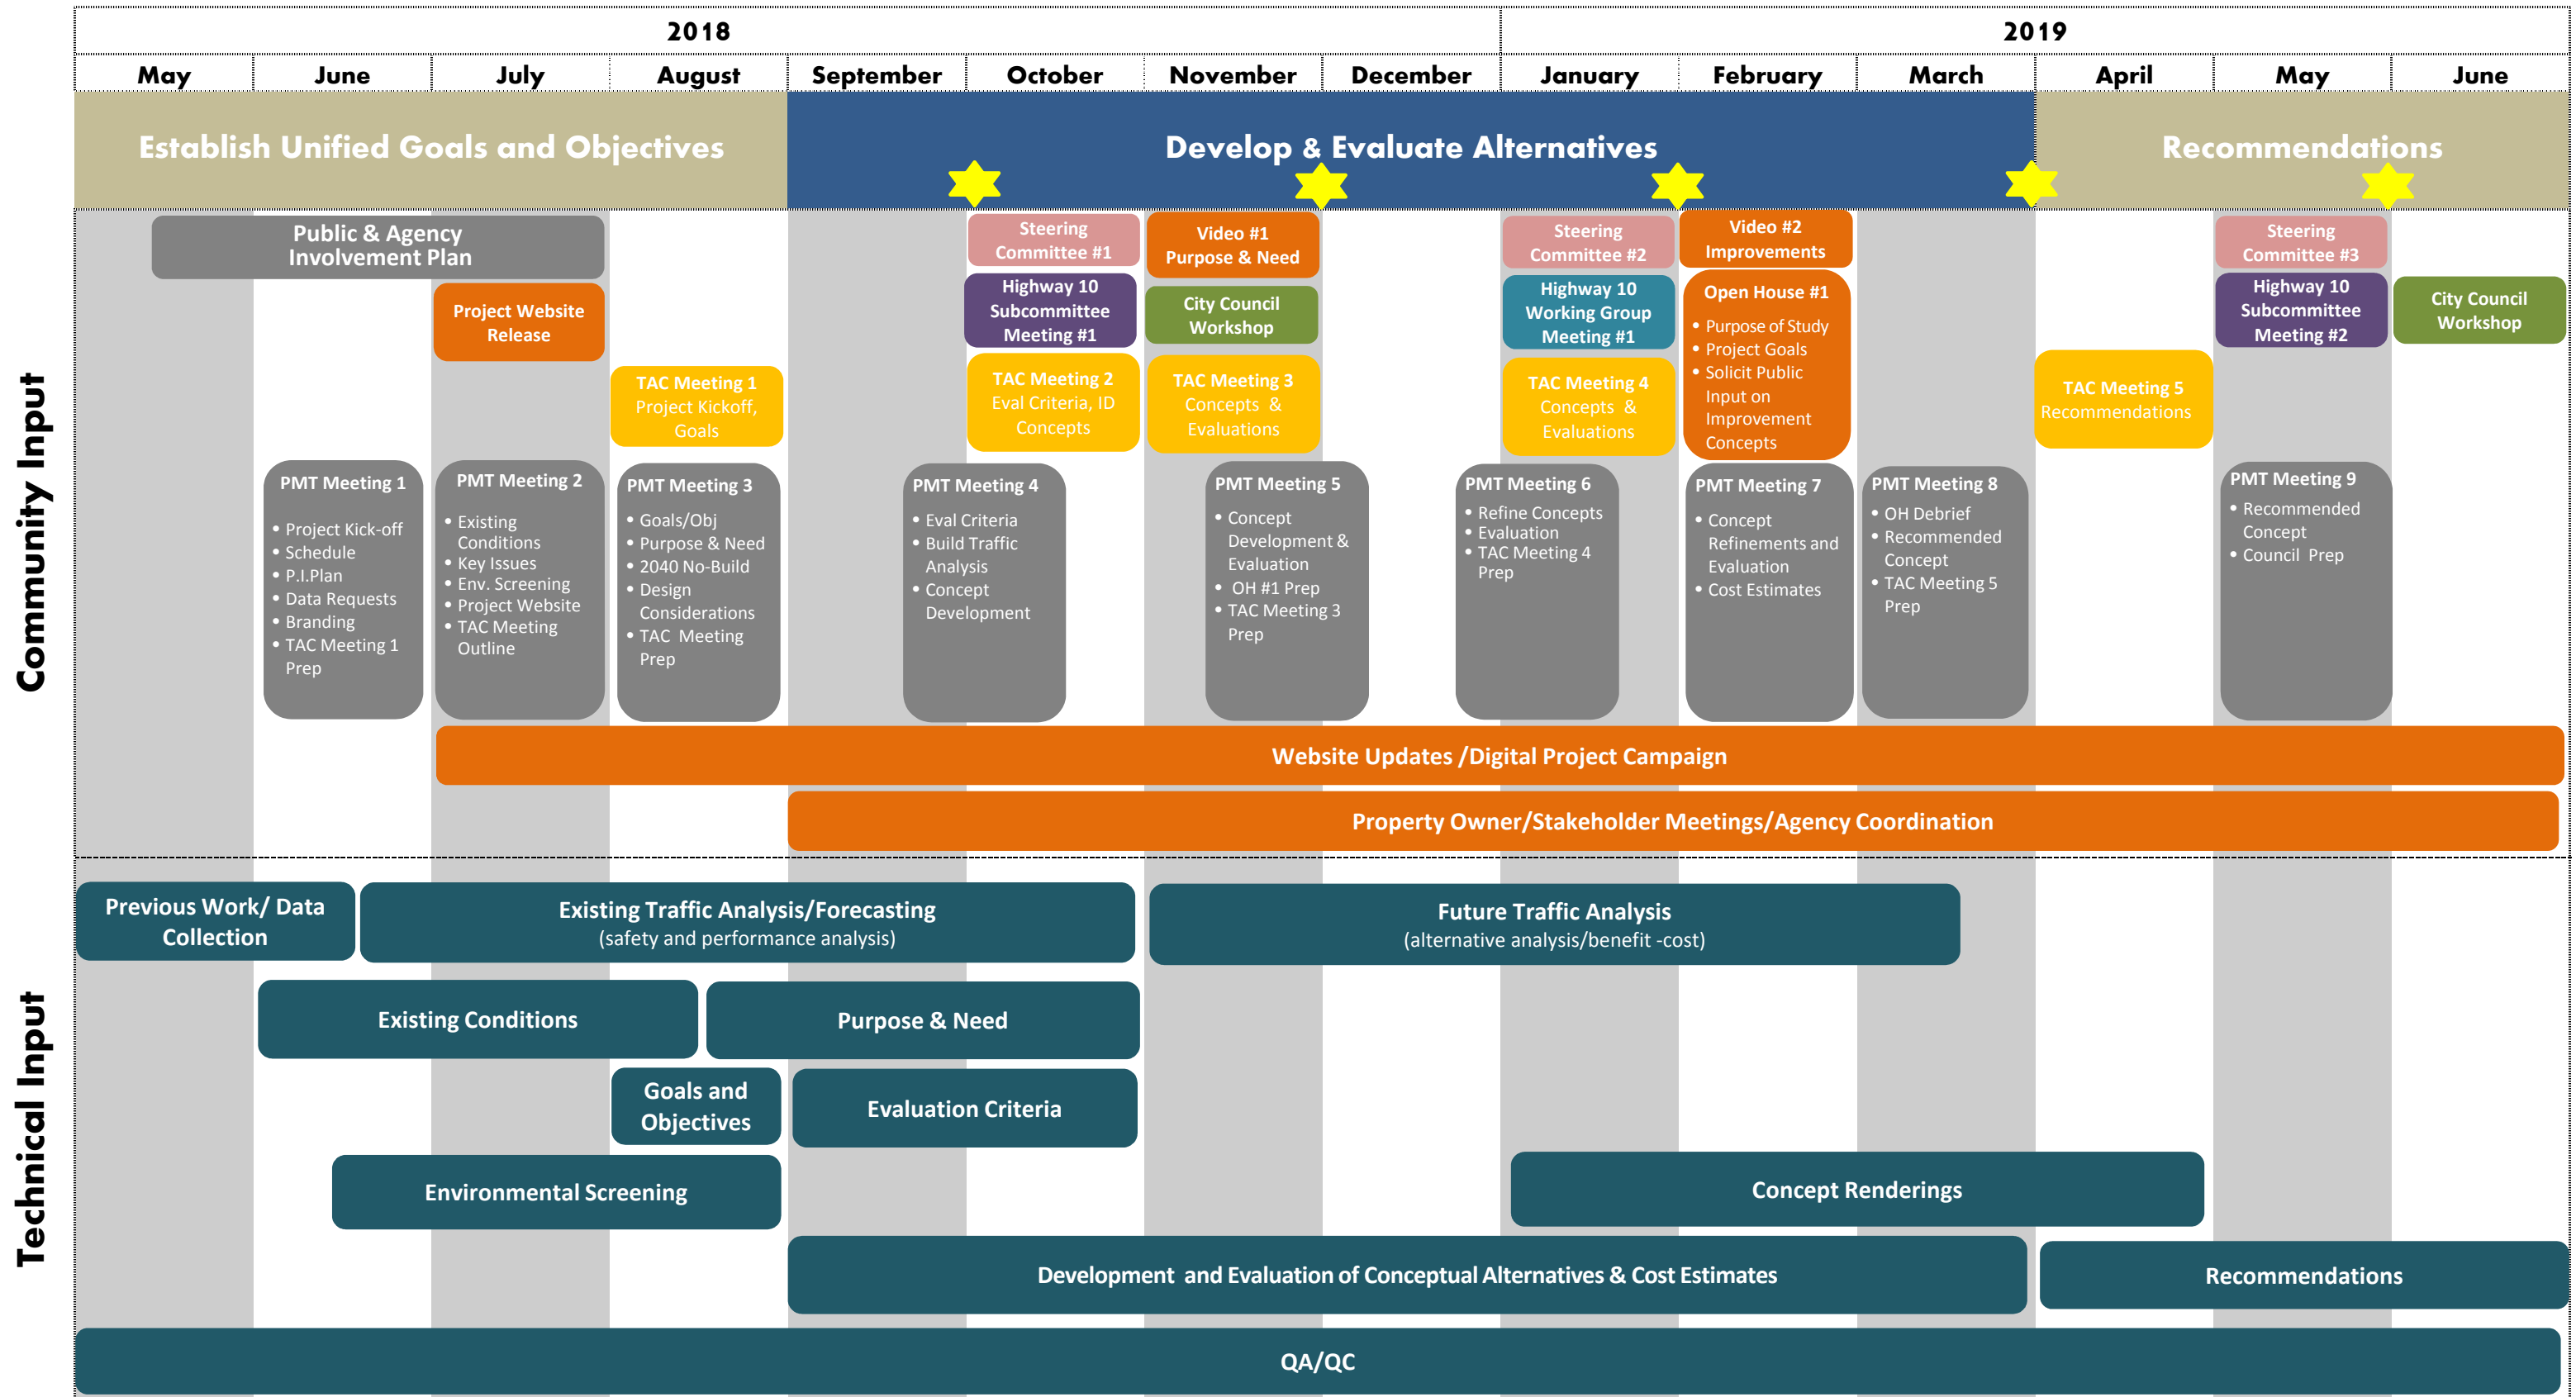 2018
2019
May
June
July
August
September
October
November
December
January
February
March
April
May
June
Establish Unified Goals and Objectives
Develop & Evaluate Alternatives
Recommendations
Community Input
Public & Agency
Involvement Plan
Steering
Committee #1
Video #1
Purpose & Need
Steering
Committee #2
Video #2
Improvements
Steering
Committee #3
Project Website
Release
Highway 10
Subcommittee
Meeting #1
City Council
Workshop
Highway 10
Working Group
Meeting #1
Open House #1
• Purpose of Study
• Project Goals
• Solicit Public
Input on
Improvement
Concepts
Highway 10
Subcommittee
Meeting #2
City Council
Workshop
TAC Meeting 1
Project Kickoff,
Goals
TAC Meeting 2
Eval Criteria, ID
Concepts
TAC Meeting 3
Concepts &
Evaluations
TAC Meeting 4
Concepts &
Evaluations
TAC Meeting 5
Recommendations
PMT Meeting 1
• Project Kick-off
• Schedule
• P.I.Plan
• Data Requests
• Branding
• TAC Meeting 1
Prep
PMT Meeting 2
• Existing
Conditions
• Key Issues
• Env. Screening
• Project Website
• TAC Meeting
Outline
PMT Meeting 3
• Goals/Obj
• Purpose & Need
• 2040 No-Build
• Design
Considerations
• TAC Meeting
Prep
PMT Meeting 4
• Eval Criteria
• Build Traffic
Analysis
• Concept
Development
PMT Meeting 5
• Concept
Development &
Evaluation
• OH #1 Prep
• TAC Meeting 3
Prep
PMT Meeting 6
• Refine Concepts
• Evaluation
• TAC Meeting 4
Prep
PMT Meeting 7
• Concept
Refinements and
Evaluation
• Cost Estimates
PMT Meeting 8
• OH Debrief
• Recommended
Concept
• TAC Meeting 5
Prep
PMT Meeting 9
• Recommended
Concept
• Council Prep
Website Updates /Digital Project Campaign
Property Owner/Stakeholder Meetings/Agency Coordination
Technical Input
Previous Work/ Data
Collection
Existing Traffic Analysis/Forecasting
(safety and performance analysis)
Future Traffic Analysis
(alternative analysis/benefit -cost)
Existing Conditions
Purpose & Need
Goals and
Objectives
Evaluation Criteria
Environmental Screening
Concept Renderings
Development and Evaluation of Conceptual Alternatives & Cost Estimates
Recommendations
QA/QC